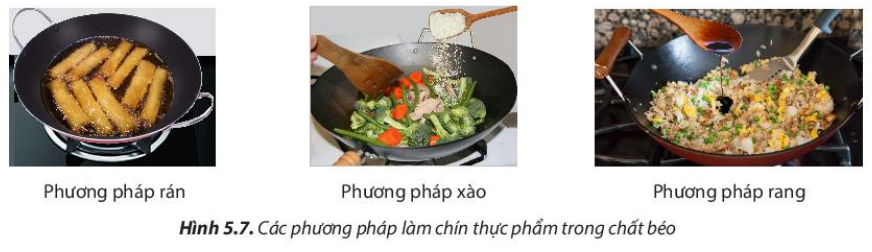 Phương pháp rán
Phương pháp xào
Phương pháp rang
Hình 5.7. Các phương pháp làm chín thực phẩm trong chất béo